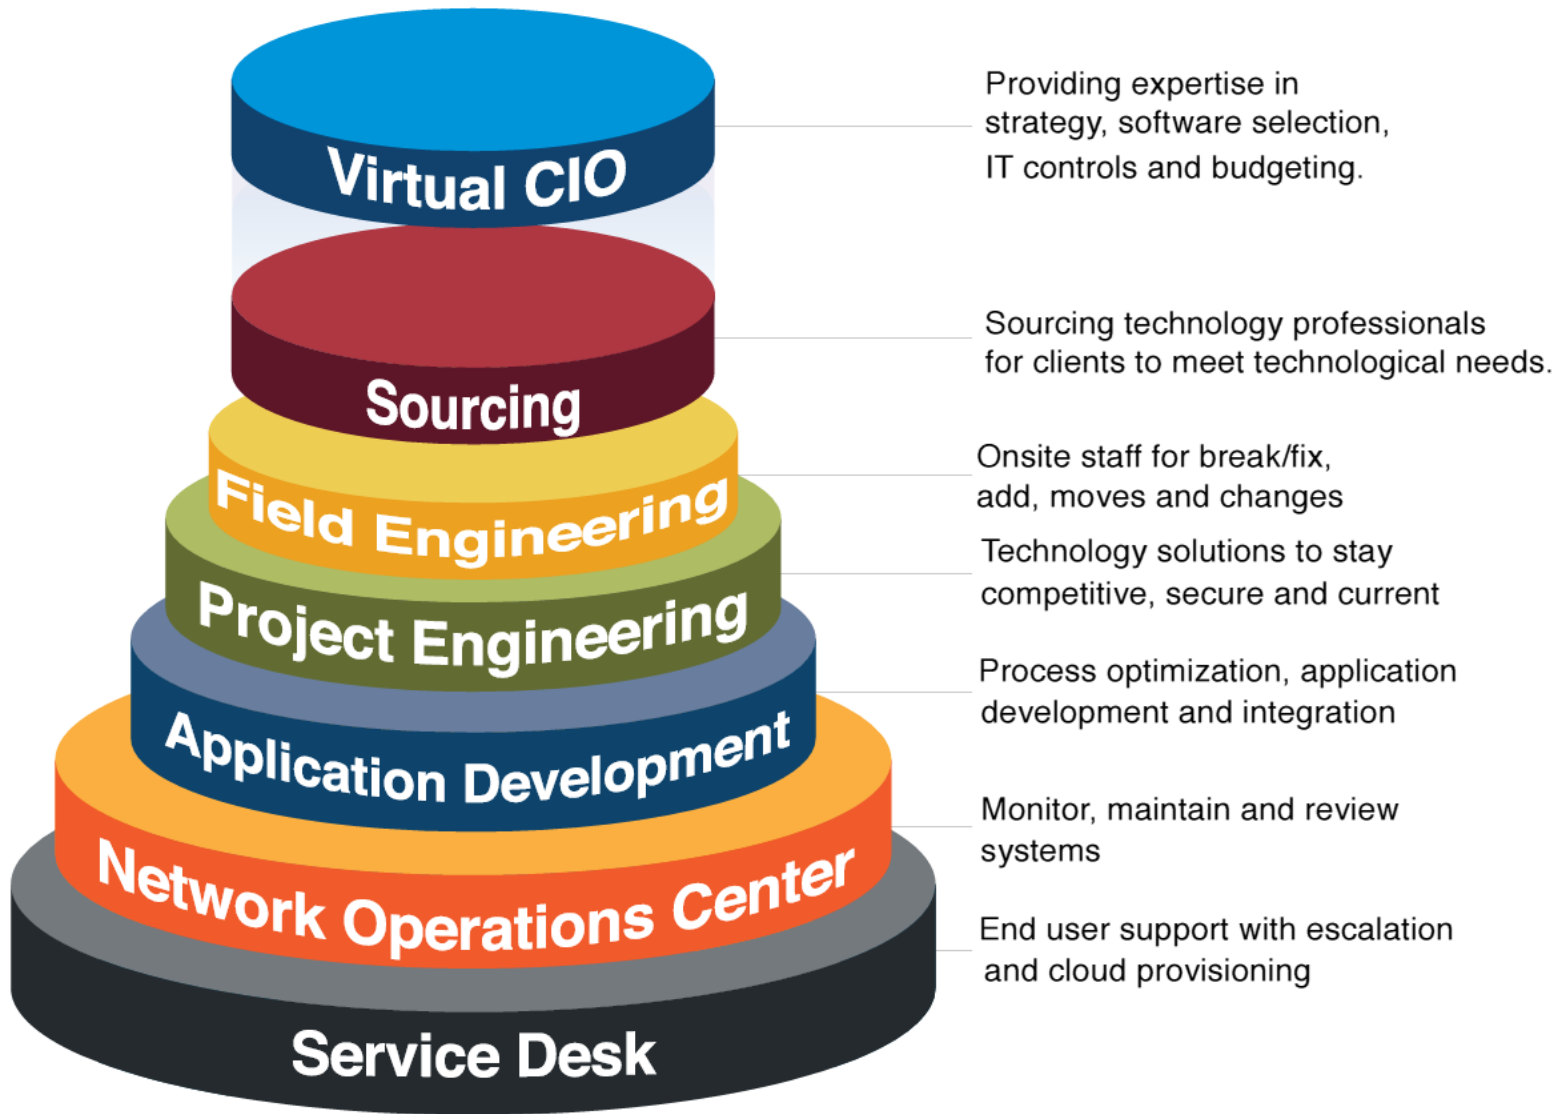 Virtual CIO
Providing expertise in
strategy, software selection,
IT controls and budgeting.
Sourcing
Sourcing technology professionals
for clients to meet technological needs.
Field Engineering
Onsite staff for break/fix,
add, moves and changes
Project Engineering
Technology solutions to stay
competitive, secure and current
Application Development
Process optimization, application
development and integration
Network Operations Center
Monitor, maintain and review
systems
Service Desk
End user support with escalation
and cloud provisioning